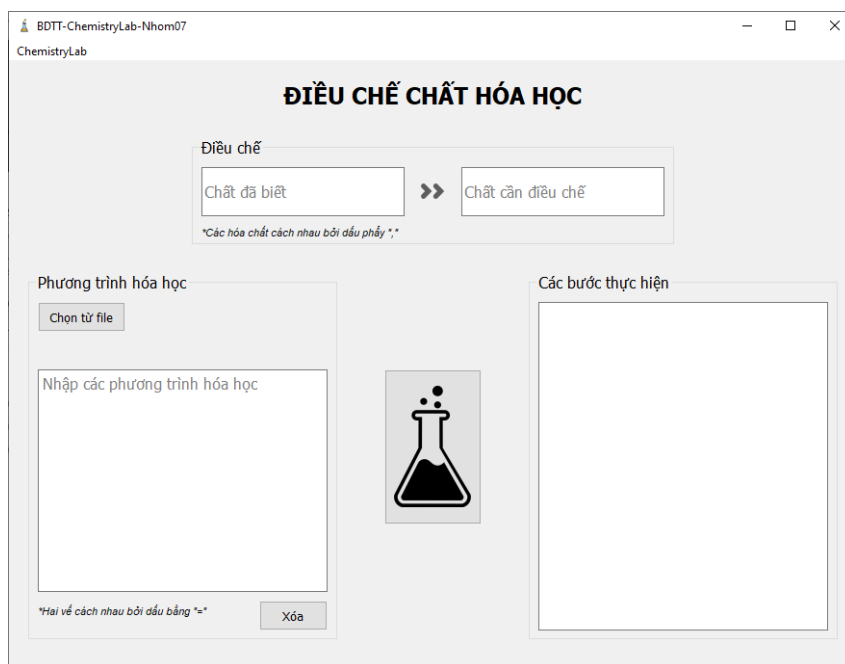 BDTT-ChemistryLab-Nhom07
ChemistryLab
ĐIỀU CHẾ CHẤT HÓA HỌC
Điều chế
Chất đã biết
Chất cần điều chế
*Các hóa chất cách nhau bởi dấu phẩy ","
Phương trình hóa học
Chọn từ file
Nhập các phương trình hóa học
*Hai vế cách nhau bởi dấu bằng "="
Xóa
Các bước thực hiện